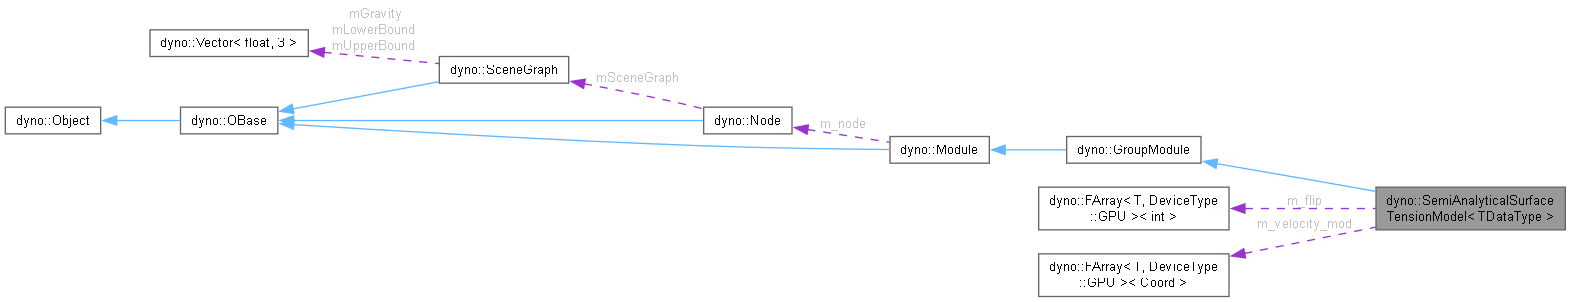 mGravity
mLowerBound
mUpperBound
dyno::Vector< float, 3 >
dyno::SceneGraph
mSceneGraph
dyno::Object
dyno::OBase
dyno::Node
m_node
dyno::Module
dyno::GroupModule
dyno::FArray< T, DeviceType
::GPU >< int >
m_flip
m_velocity_mod
dyno::SemiAnalyticalSurface
TensionModel< TDataType >
dyno::FArray< T, DeviceType
::GPU >< Coord >